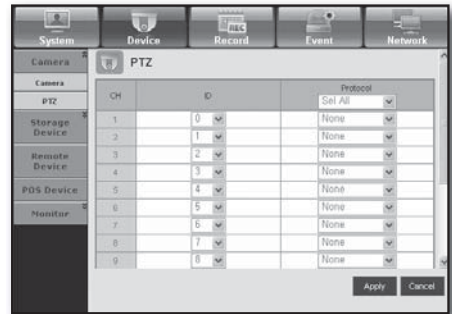 System Device Record Event Network
REC
Camera
Camera
PTZ
Storage
Device
Remote
Device
POS Device
Monitor
PTZ
CH ID Protocol
Sel All
1 0 None
2 1 None
3 2 None
4 3 None
5 4 None
6 5 None
7 6 None
8 7 None
9 8
Apply Cancel